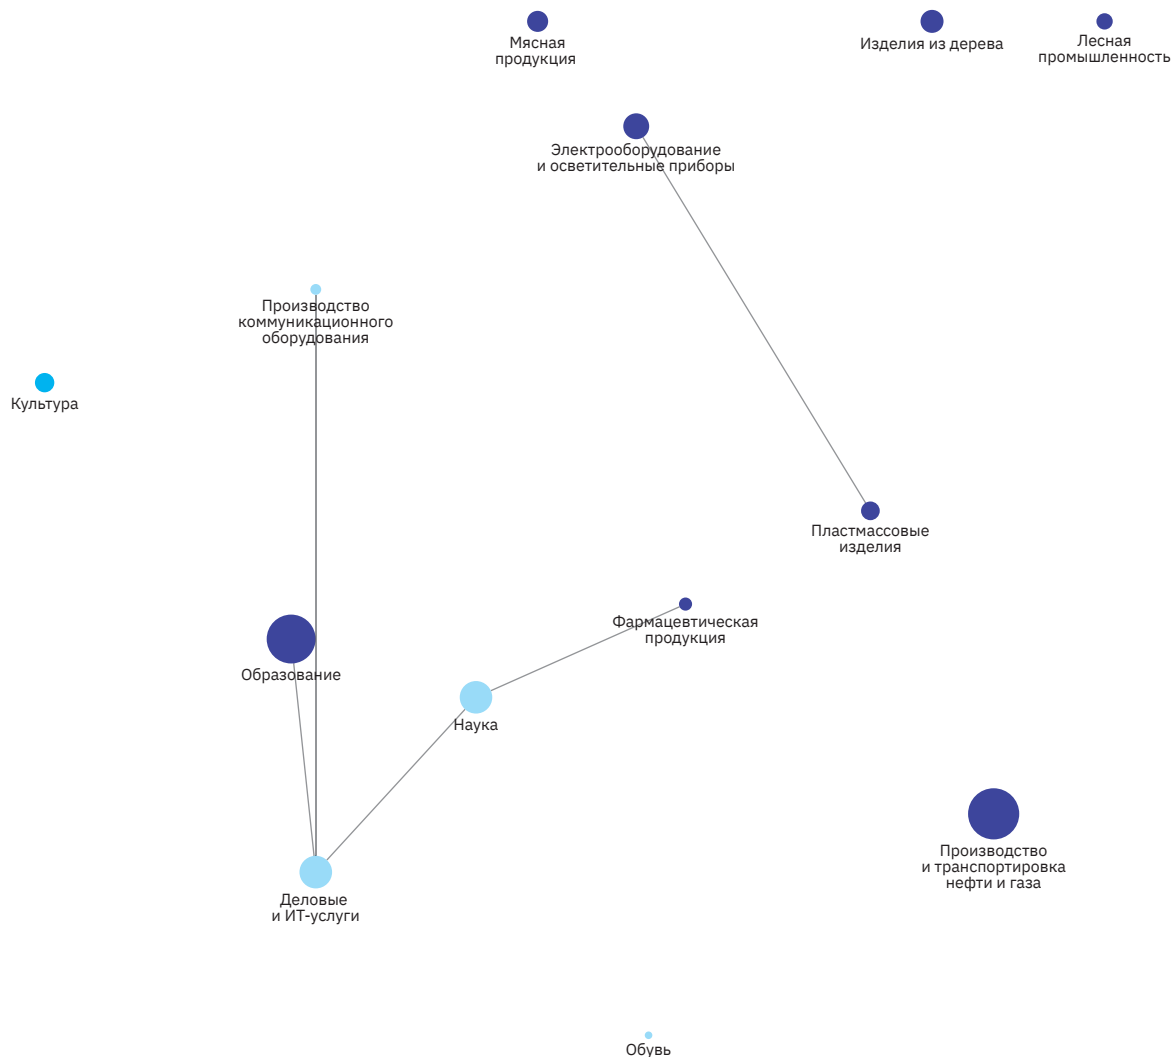 Мясная
продукция
Изделия из дерева
Лесная
промышленность
Электрооборудование
и осветительные приборы
Производство
коммуникационного
оборудования
Культура
Пластмассовые
изделия
Фармацевтическая
продукция
Образование
Наука
Производство
и транспортировка
нефти и газа
Деловые
и ИТ-услуги
Обувь